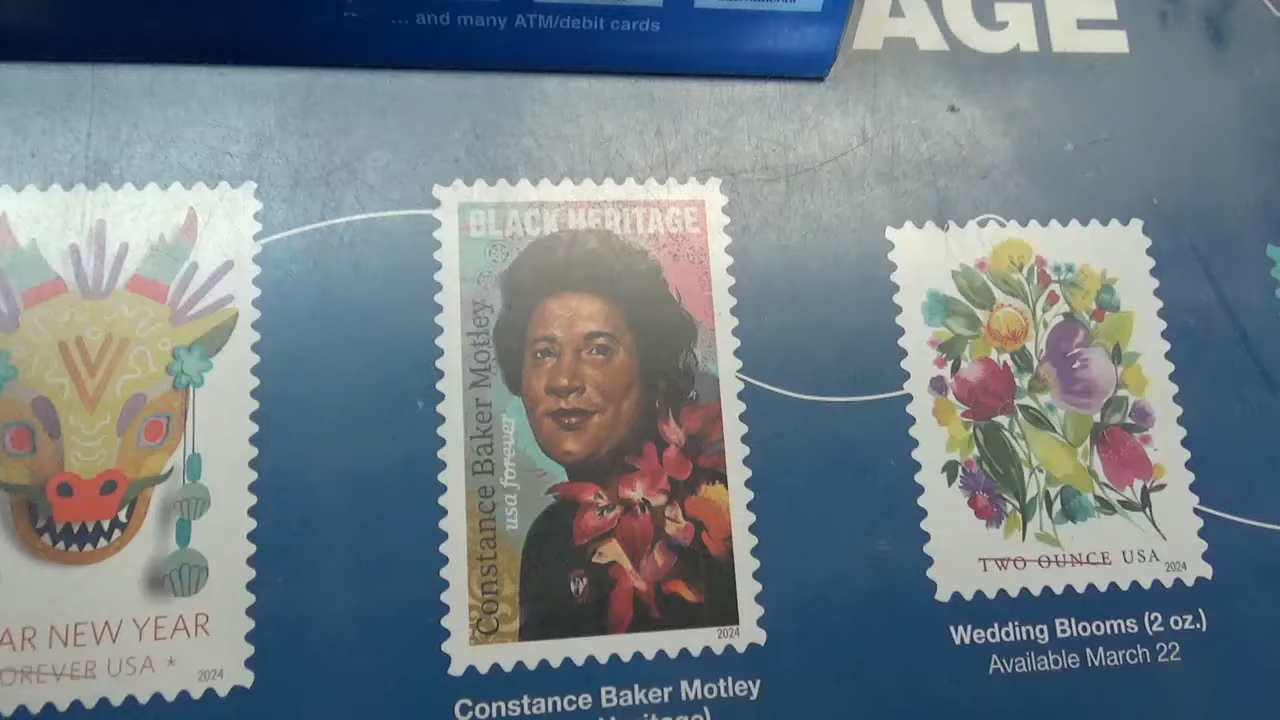 ... and many ATM/debit cards
AGE
AR NEW YEAR
OREVER USA *
2024
BLACK HERITAGE
Constance Baker Motley
usa forever
2024
Constance Baker Motley
Heritage)
TWO OUNCE USA
2024
Wedding Blooms (2 oz.)
Available March 22